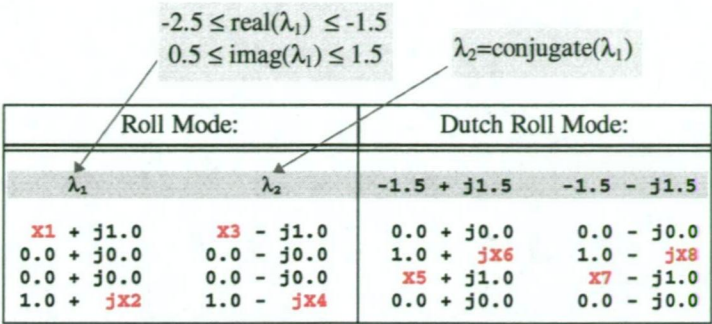 -2.5 ≤ real(λ₁) ≤ -1.5
0.5 ≤ imag(λ₁) ≤ 1.5
λ₂=conjugate(λ₁)
Roll Mode: Dutch Roll Mode:
λ₁ λ₂ -1.5 + j1.5 -1.5 - j1.5
X1 + j1.0 X3 - j1.0 0.0 + j0.0 0.0 - j0.0
0.0 + j0.0 0.0 - j0.0 1.0 + jX6 1.0 - jX8
0.0 + j0.0 0.0 - j0.0 X5 + j1.0 X7 - j1.0
1.0 + jX2 1.0 - jX4 0.0 + j0.0 0.0 - j0.0